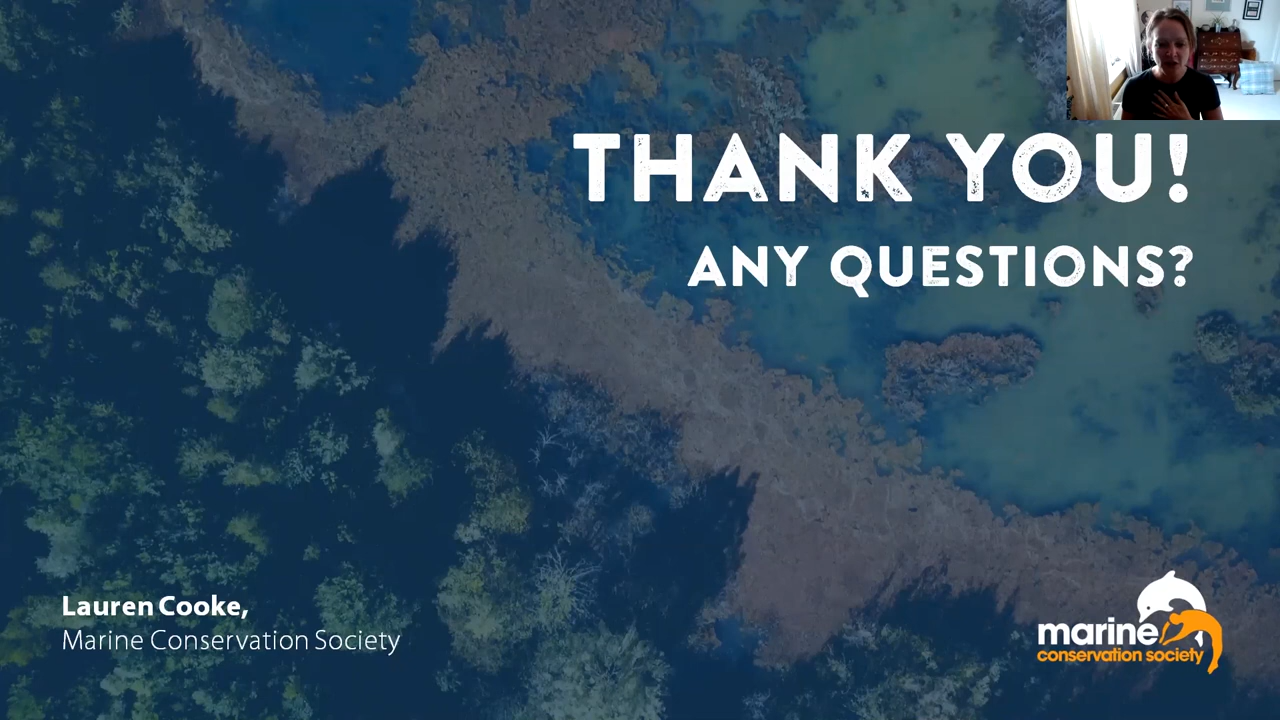 THANK YOU!
ANY QUESTIONS?
Lauren Cooke,
Marine Conservation Society
marine
conservation society